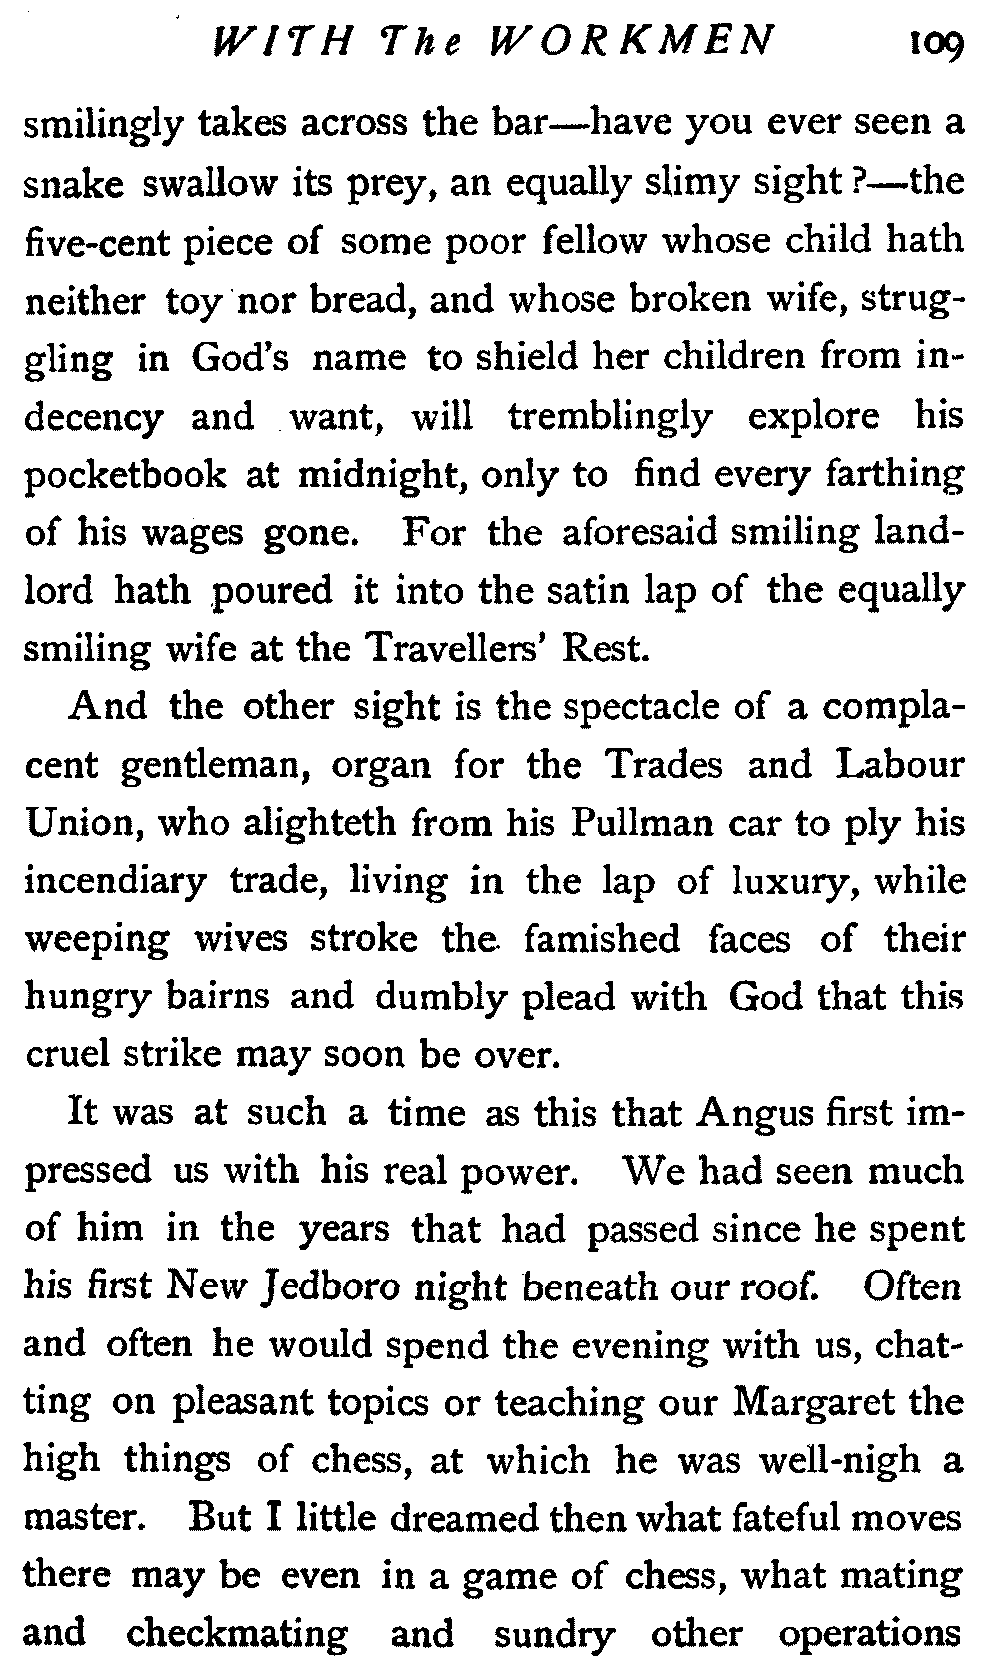 WITH The WORKMEN 109
smilingly takes across the bar—have you ever seen a
snake swallow its prey, an equally slimy sight ?—the
five-cent piece of some poor fellow whose child hath
neither toy nor bread, and whose broken wife, strug-
gling in God's name to shield her children from in-
decency and want, will tremblingly explore his
pocketbook at midnight, only to find every farthing
of his wages gone. For the aforesaid smiling land-
lord hath poured it into the satin lap of the equally
smiling wife at the Travellers' Rest.
And the other sight is the spectacle of a compla-
cent gentleman, organ for the Trades and Labour
Union, who alighteth from his Pullman car to ply his
incendiary trade, living in the lap of luxury, while
weeping wives stroke the famished faces of their
hungry bairns and dumbly plead with God that this
cruel strike may soon be over.
It was at such a time as this that Angus first im-
pressed us with his real power. We had seen much
of him in the years that had passed since he spent
his first New Jedboro night beneath our roof. Often
and often he would spend the evening with us, chat-
ting on pleasant topics or teaching our Margaret the
high things of chess, at which he was well-nigh a
master. But I little dreamed then what fateful moves
there may be even in a game of chess, what mating
and checkmating and sundry other operations